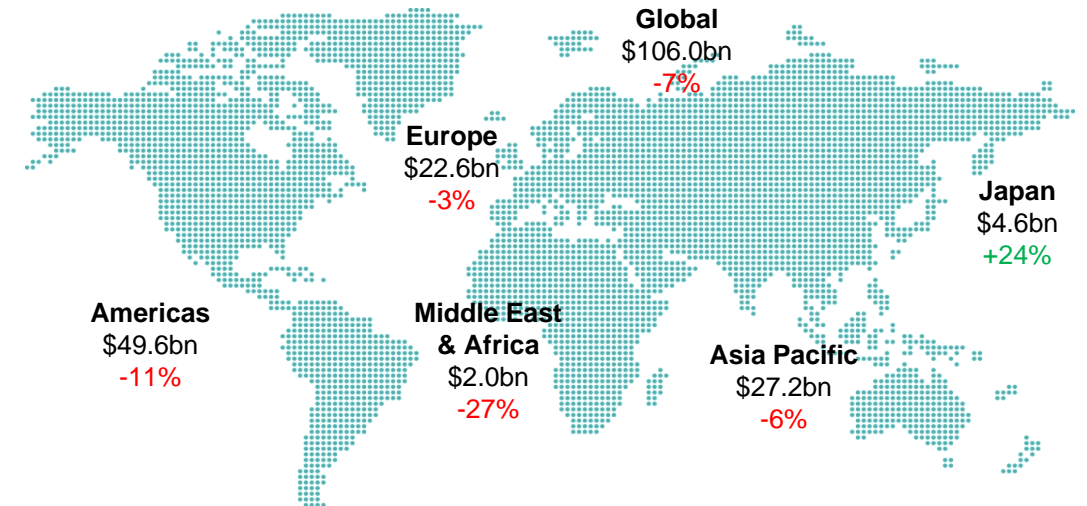 Global
$106.0bn
-7%
Europe
$22.6bn
-3%
Japan
$4.6bn
+24%
Americas
$49.6bn
-11%
Middle East
& Africa
$2.0bn
-27%
Asia Pacific
$27.2bn
-6%